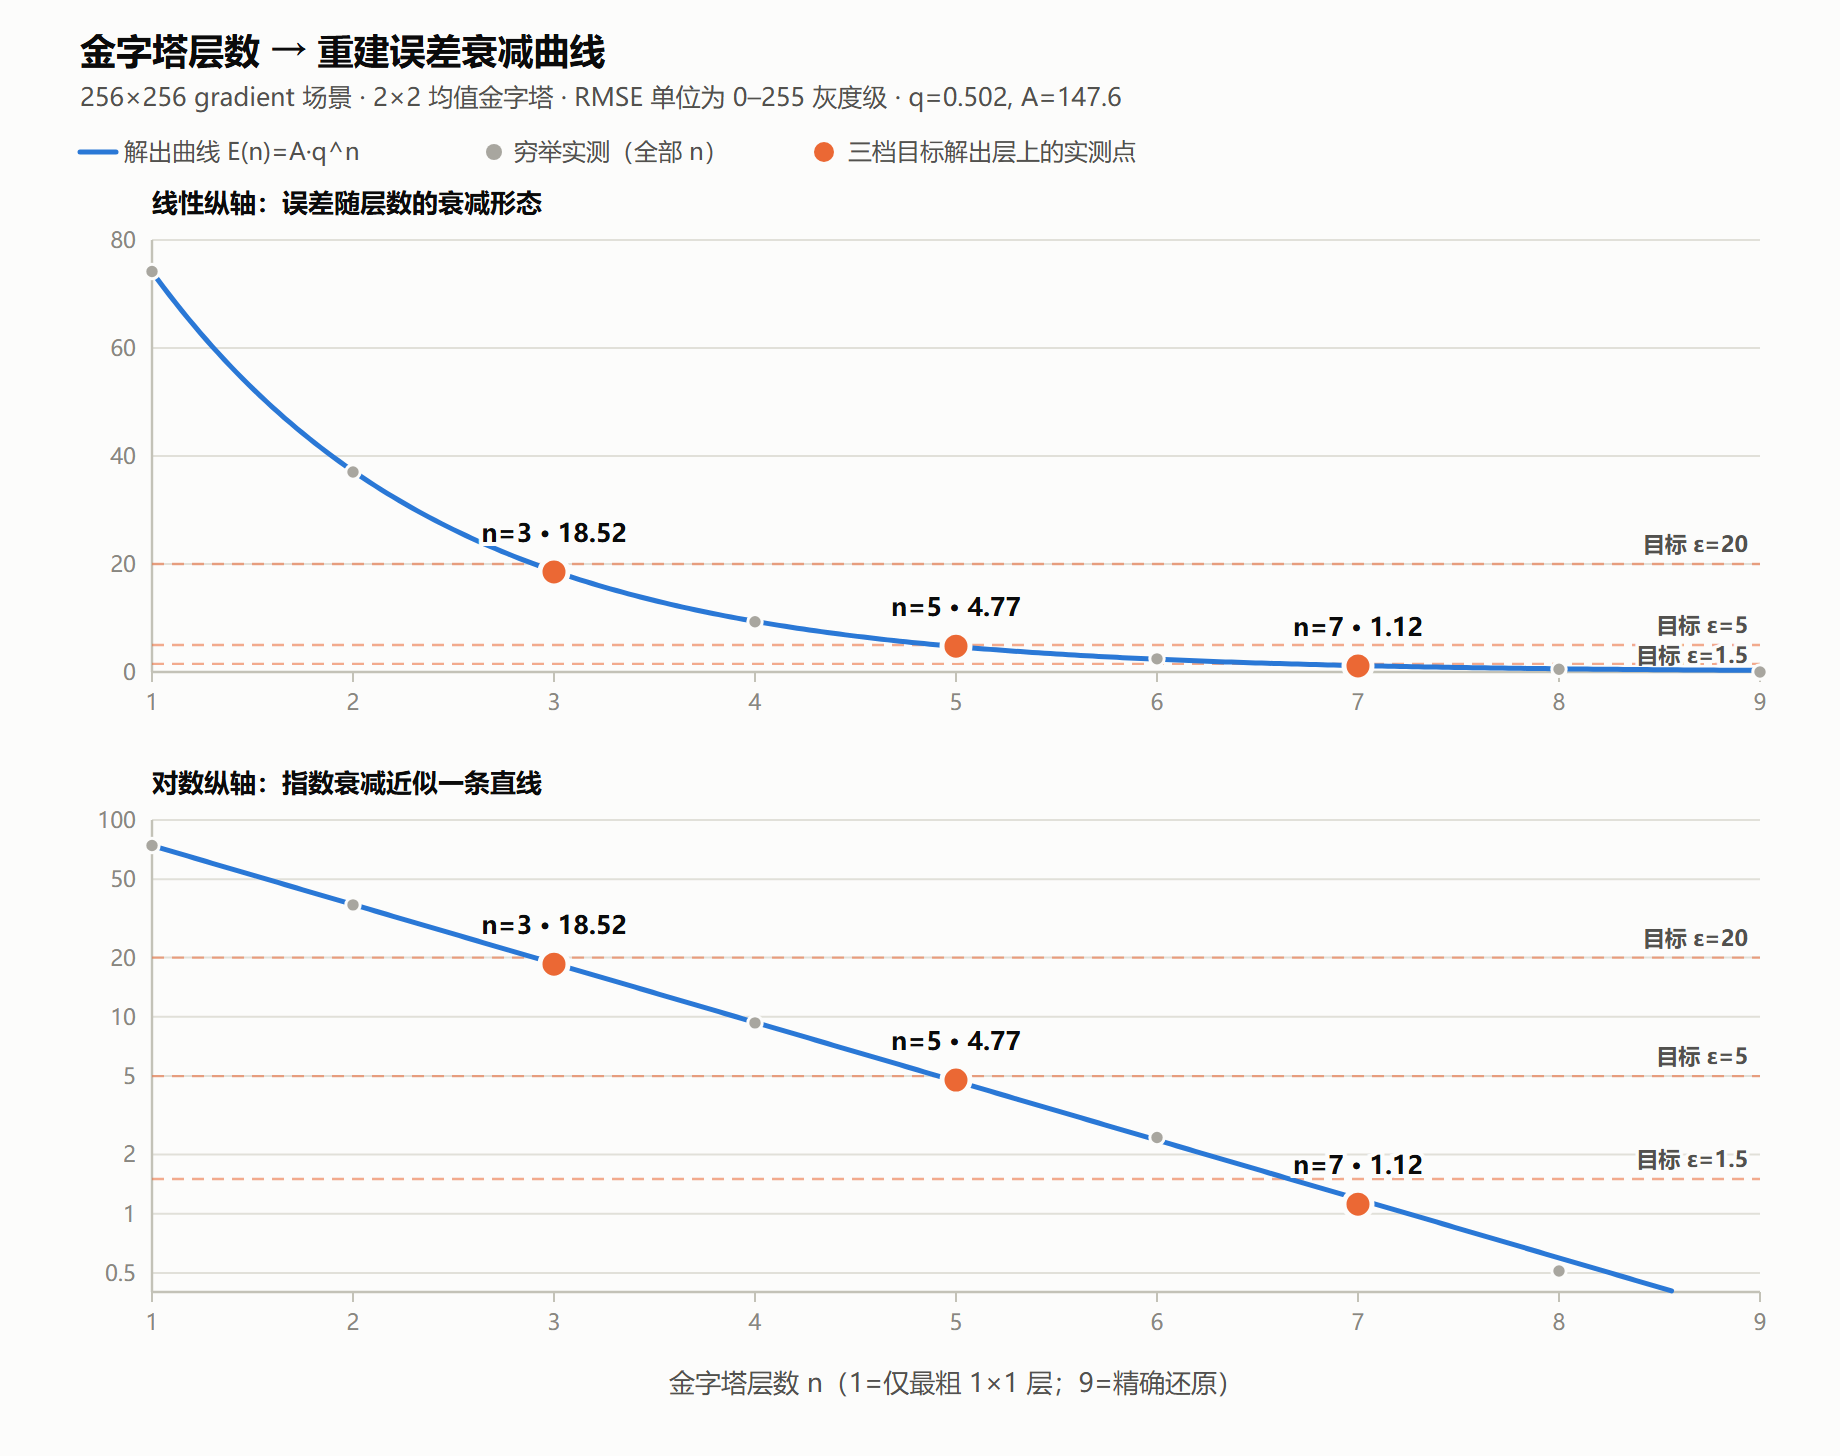 金字塔层数 → 重建误差衰减曲线
256×256 gradient 场景 · 2×2 均值金字塔 · RMSE 单位为 0–255 灰度级 · q=0.502, A=147.6
解出曲线 E(n)=A·q^n
穷举实测（全部 n）
三档目标解出层上的实测点
线性纵轴：误差随层数的衰减形态
80
60
40
20
0
n=3 • 18.52
n=5 • 4.77
n=7 • 1.12
目标 ε=20
目标 ε=5
目标 ε=1.5
1 2 3 4 5 6 7 8 9
对数纵轴：指数衰减近似一条直线
100
50
20
10
5
2
1
0.5
n=3 • 18.52
n=5 • 4.77
n=7 • 1.12
目标 ε=20
目标 ε=5
目标 ε=1.5
1 2 3 4 5 6 7 8 9
金字塔层数 n（1=仅最粗 1×1 层；9=精确还原）